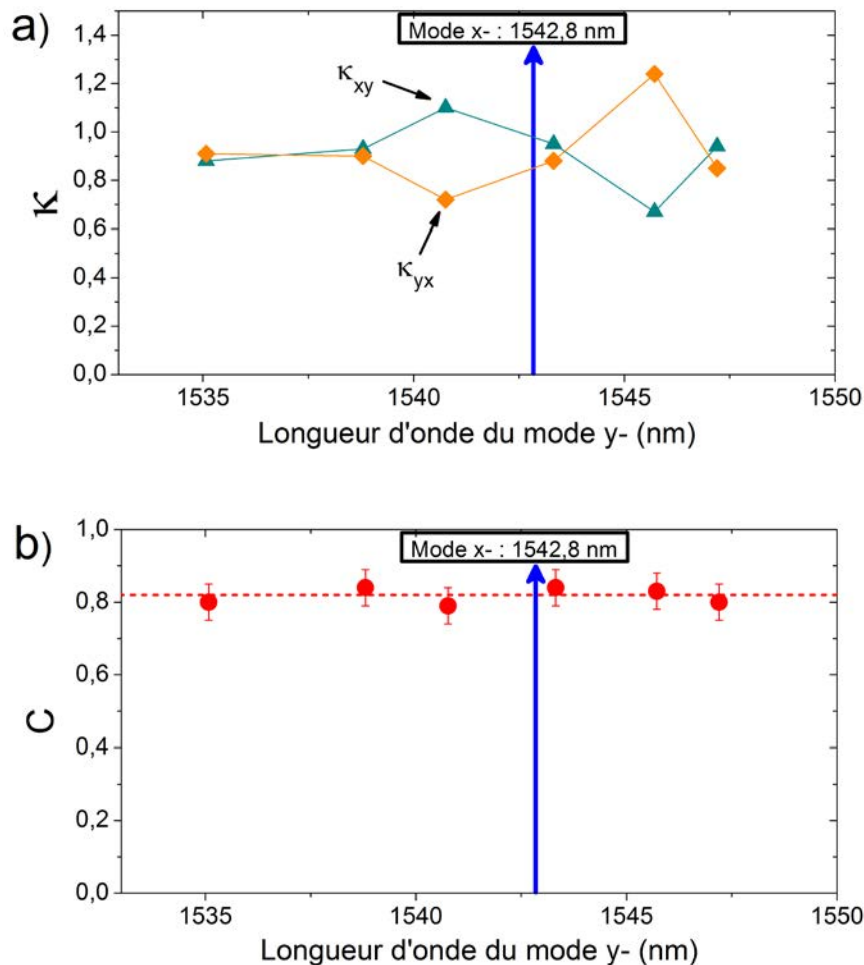 a)
Mode x- : 1542,8 nm
1,4
1,2
1,0
0,8
0,6
0,4
0,2
0,0
κ
κxy
κyx
1535 1540 1545 1550
Longueur d'onde du mode y- (nm)
b)
Mode x- : 1542,8 nm
1,0
0,8
0,6
0,4
0,2
0,0
C
1535 1540 1545 1550
Longueur d'onde du mode y- (nm)